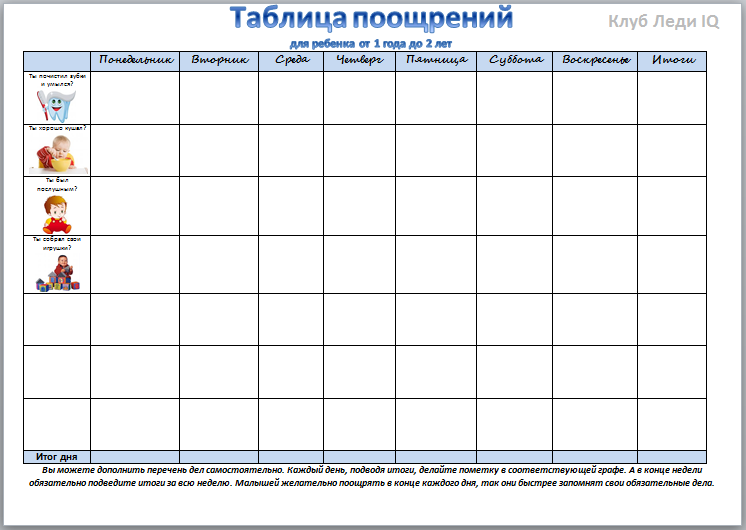 Таблица поощрений
Клуб Леди IQ
для ребенка от 1 года до 2 лет
Понедельник Вторник Среда Четверг Пятница Суббота Воскресенье Итоги
Ты почистил зубки
и умылся?
Ты хорошо кушал?
Ты был
послушным?
Ты собрал свои
игрушки?
Итог дня
Вы можете дополнить перечень дел самостоятельно. Каждый день, подводя итоги, делайте пометку в соответствующей графе. А в конце недели
обязательно подведите итоги за всю неделю. Малышей желательно поощрять в конце каждого дня, так они быстрее запомнят свои обязательные дела.